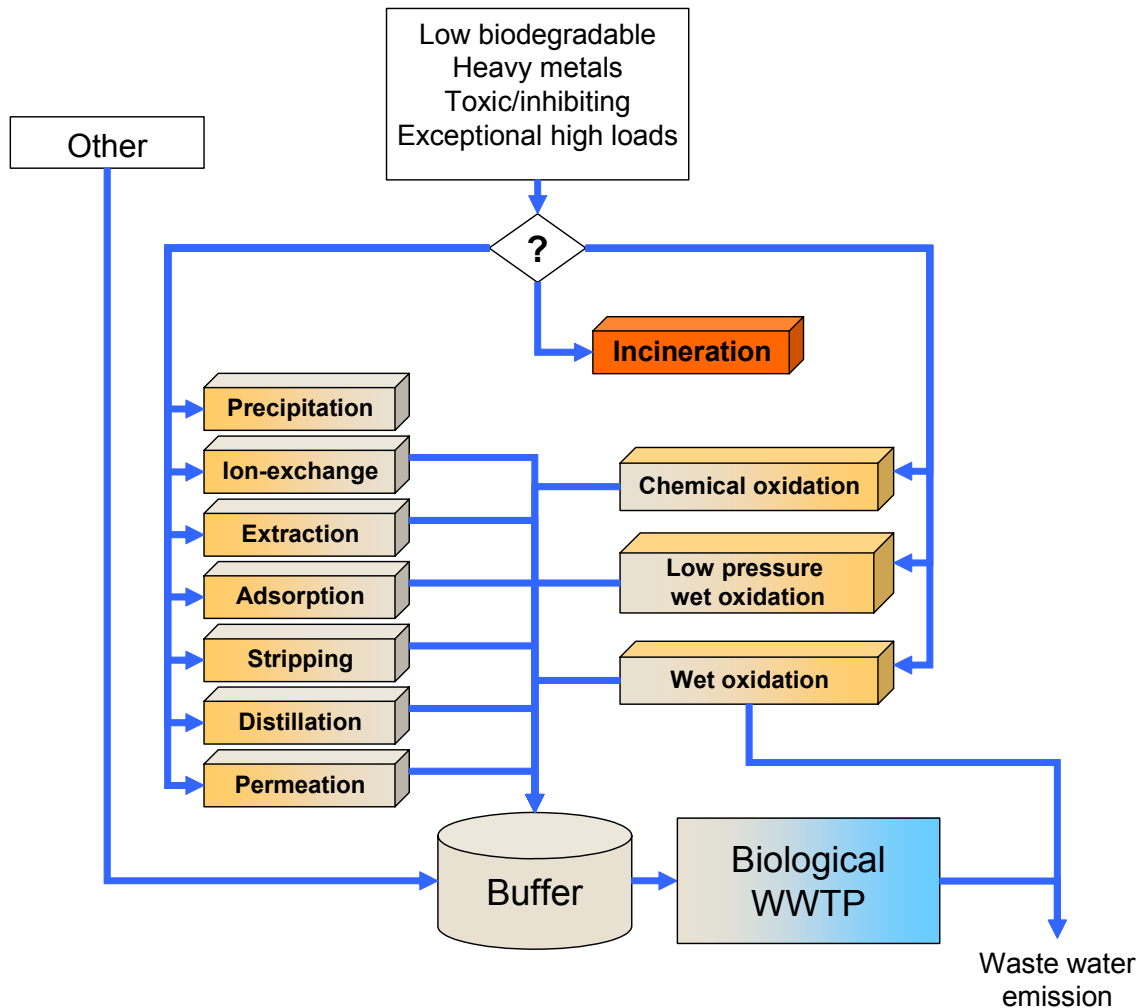 Low biodegradable
Heavy metals
Toxic/inhibiting
Exceptional high loads
Other
?
Incineration
Precipitation
Ion-exchange
Extraction
Adsorption
Stripping
Distillation
Permeation
Chemical oxidation
Low pressure
wet oxidation
Wet oxidation
Buffer
Biological
WWTP
Waste water
emission